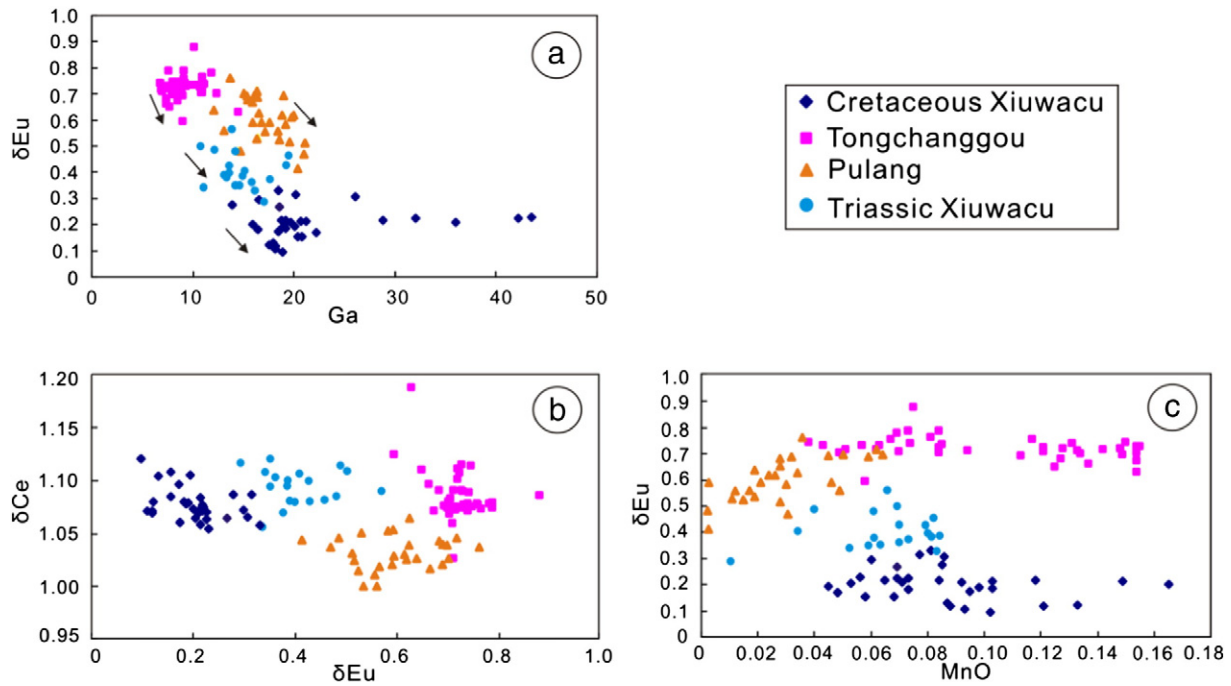 1.0
0.9
0.8
0.7
0.6
0.5
0.4
0.3
0.2
0.1
0
δEu
0 10 20 30 40 50
Ga
a
Cretaceous Xiuwacu
Tongchanggou
Pulang
Triassic Xiuwacu
1.20
1.15
1.10
1.05
1.00
0.95
δCe
0 0.2 0.4 0.6 0.8 1.0
δEu
b
1.0
0.9
0.8
0.7
0.6
0.5
0.4
0.3
0.2
0.1
0
δEu
0 0.02 0.04 0.06 0.08 0.10 0.12 0.14 0.16 0.18
MnO
c